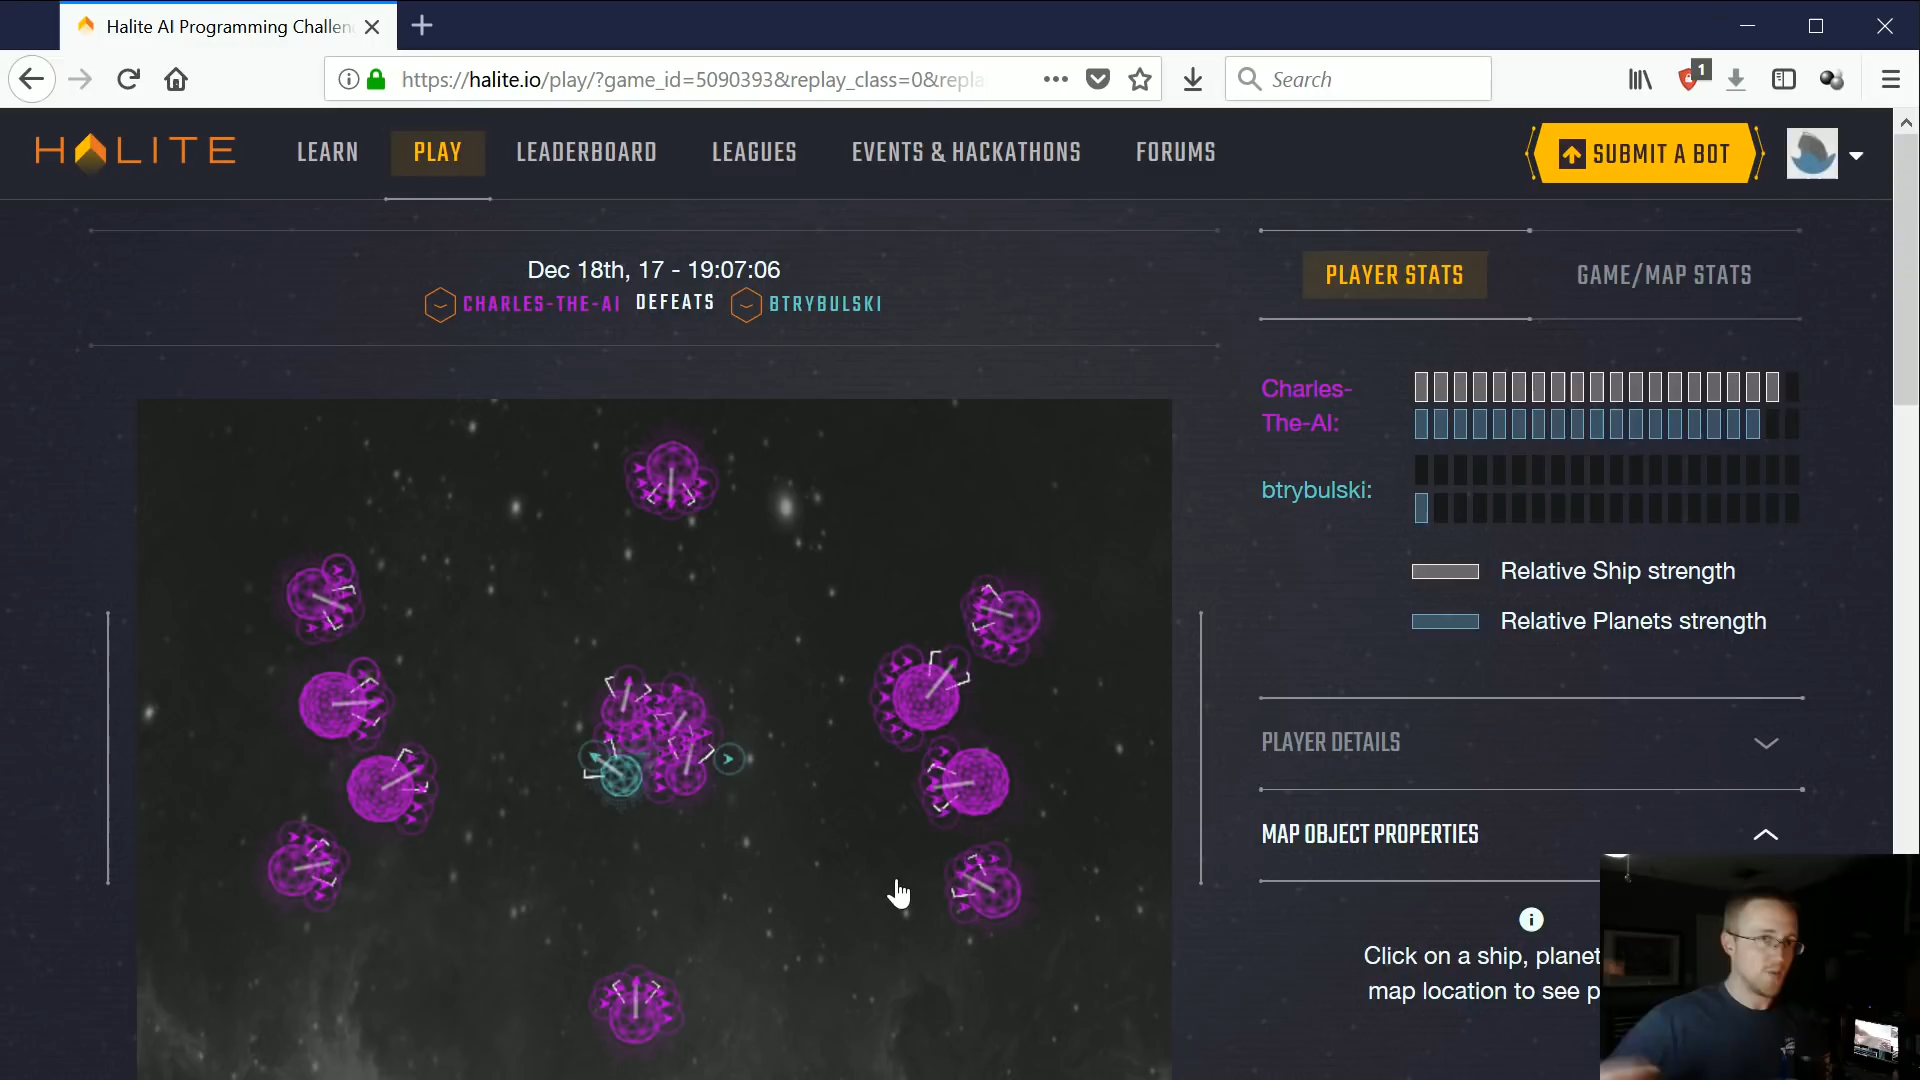 Halite AI Programming Challen
https://halite.io/play/?game_id=5090393&replay_class=0&repla
Search
1
HALITE
LEARN
PLAY
LEADERBOARD
LEAGUES
EVENTS & HACKATHONS
FORUMS
SUBMIT A BOT
Dec 18th, 17 - 19:07:06
CHARLES-THE-AI DEFEATS BTRYBULSKI
PLAYER STATS
GAME/MAP STATS
Charles-
The-AI:
btrybulski:
Relative Ship strength
Relative Planets strength
PLAYER DETAILS
MAP OBJECT PROPERTIES
Click on a ship, planet
map location to see p